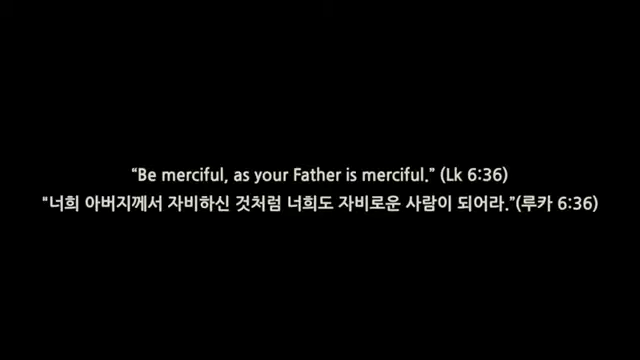 “Be merciful, as your Father is merciful.” (Lk 6:36)
"너희 아버지께서 자비하신 것처럼 너희도 자비로운 사람이 되어라.”(루카 6:36)